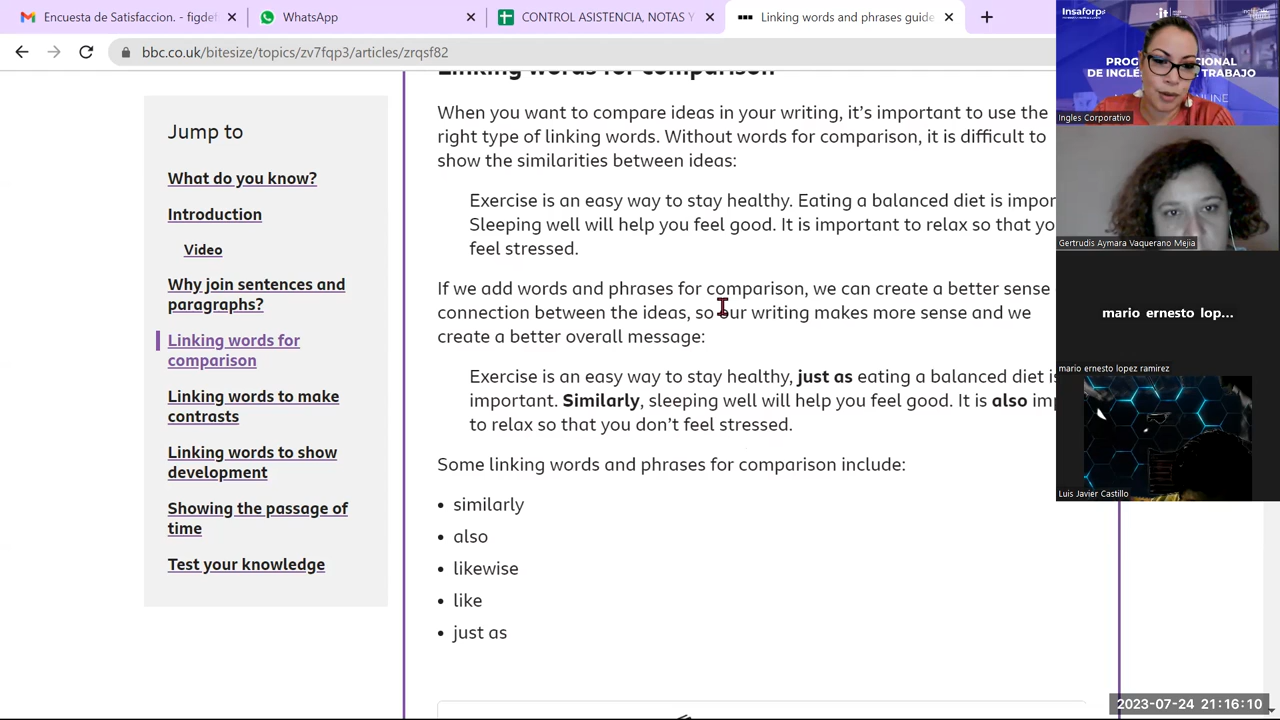 Encuesta de Satisfaccion. - figdef
WhatsApp
CONTROL ASISTENCIA, NOTAS Y
Linking words and phrases guide
bbc.co.uk/bitesize/topics/zv7fqp3/articles/zrqsf82
Jump to
What do you know?
Introduction
Video
Why join sentences and
paragraphs?
Linking words for
comparison
Linking words to make
contrasts
Linking words to show
development
Showing the passage of
time
Test your knowledge
Linking words for comparison
When you want to compare ideas in your writing, it's important to use the
right type of linking words. Without words for comparison, it is difficult to
show the similarities between ideas:
Exercise is an easy way to stay healthy. Eating a balanced diet is impor
Sleeping well will help you feel good. It is important to relax so that yo
feel stressed.
If we add words and phrases for comparison, we can create a better sense
connection between the ideas, so our writing makes more sense and we
create a better overall message:
Exercise is an easy way to stay healthy, just as eating a balanced diet is
important. Similarly, sleeping well will help you feel good. It is also imp
to relax so that you don't feel stressed.
Some linking words and phrases for comparison include:
• similarly
• also
• likewise
• like
• just as
Insaforp
Ingles Corporativo
Gertrudis Aymara Vaquerano Mejia
mario ernesto lop...
mario ernesto lopez ramirez
Luis Javier Castillo
2023-07-24 21:16:10